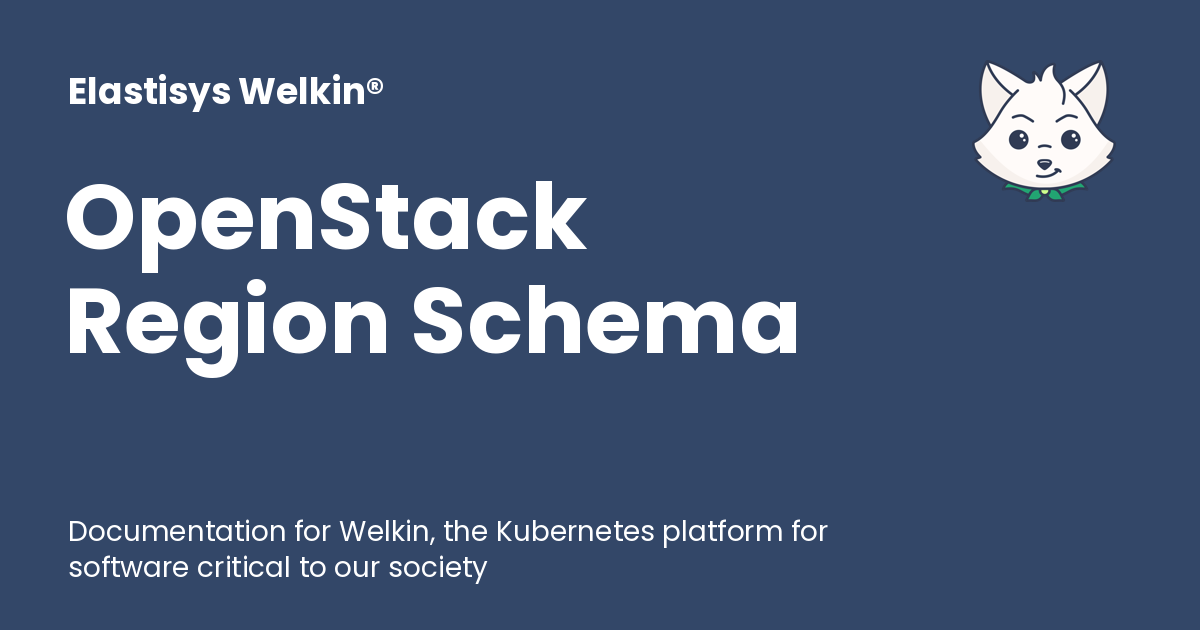 Elastisys Welkin®
OpenStack
Region Schema
Documentation for Welkin, the Kubernetes platform for
software critical to our society